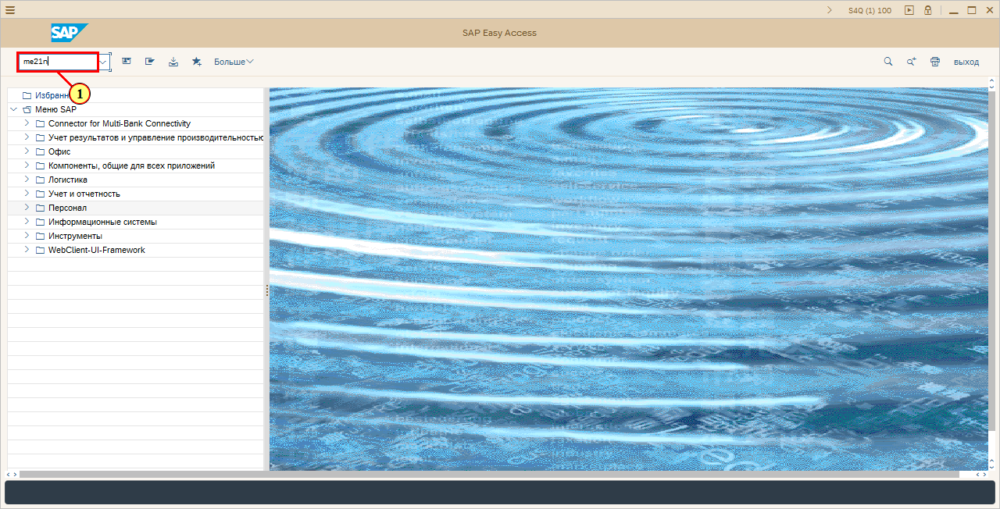 S4Q (1) 100
SAP
SAP Easy Access
me21n
Больше
выход
1
Избранн
Меню SAP
Connector for Multi-Bank Connectivity
Учет результатов и управление производительностью
Офис
Компоненты, общие для всех приложений
Логистика
Учет и отчетность
Персонал
Информационные системы
Инструменты
WebClient-UI-Framework